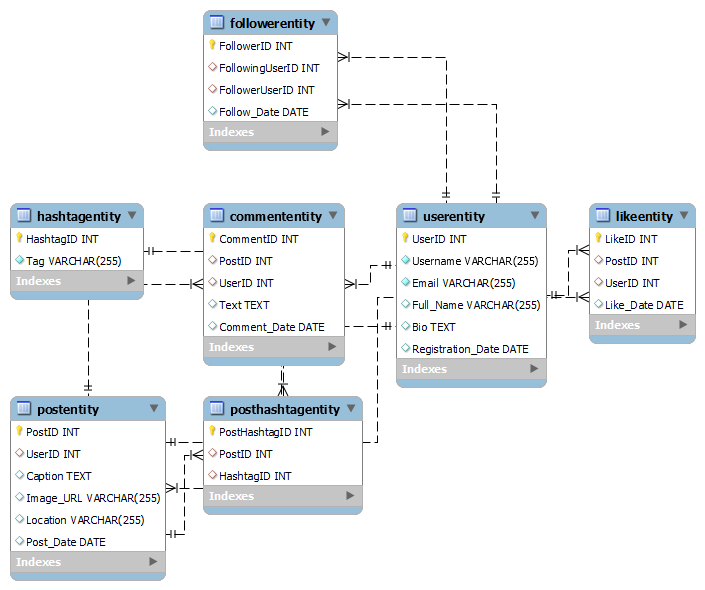 followerentity
FollowerID INT
FollowingUserID INT
FollowerUserID INT
Follow_Date DATE
Indexes
hashtagentity
HashtagID INT
Tag VARCHAR(255)
Indexes
commententity
CommentID INT
PostID INT
UserID INT
Text TEXT
Comment_Date DATE
Indexes
userentity
UserID INT
Username VARCHAR(255)
Email VARCHAR(255)
Full_Name VARCHAR(255)
Bio TEXT
Registration_Date DATE
Indexes
likeentity
LikeID INT
PostID INT
UserID INT
Like_Date DATE
Indexes
postentity
PostID INT
UserID INT
Caption TEXT
Image_URL VARCHAR(255)
Location VARCHAR(255)
Post_Date DATE
Indexes
posthashtagentity
PostHashtagID INT
PostID INT
HashtagID INT
Indexes